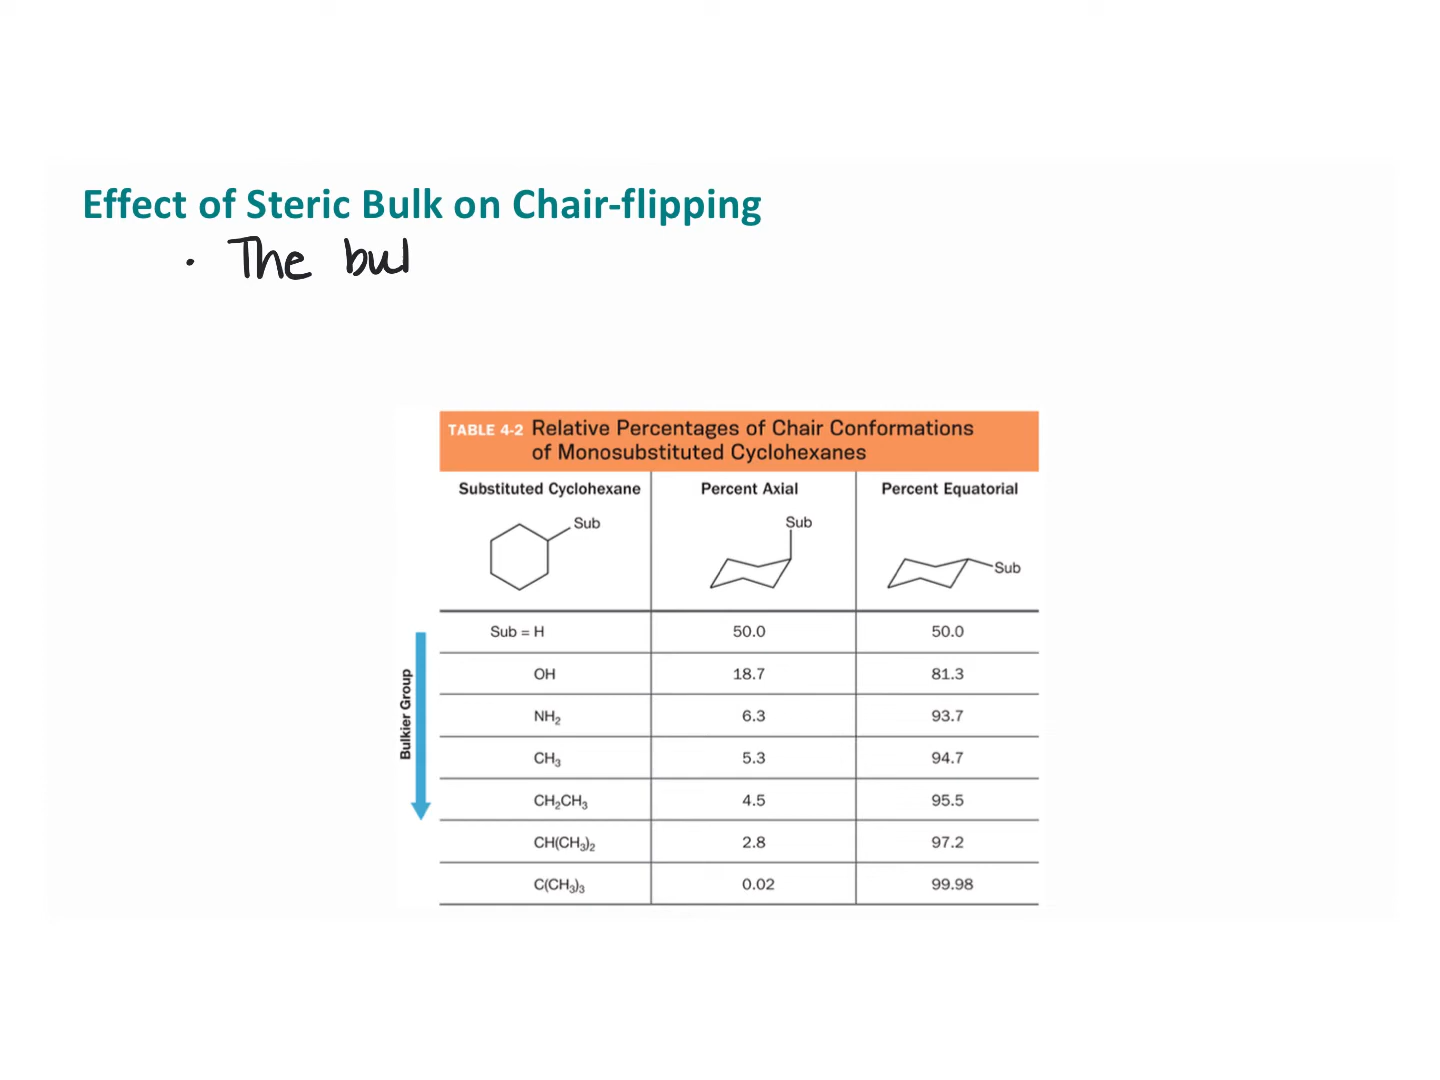 Effect of Steric Bulk on Chair-flipping
· The bul
TABLE 4-2 Relative Percentages of Chair Conformations
of Monosubstituted Cyclohexanes
Substituted Cyclohexane Percent Axial Percent Equatorial
Sub Sub Sub
Bulkier Group
Sub = H 50.0 50.0
OH 18.7 81.3
NH₂ 6.3 93.7
CH₃ 5.3 94.7
CH₂CH₃ 4.5 95.5
CH(CH₃)₂ 2.8 97.2
C(CH₃)₃ 0.02 99.98